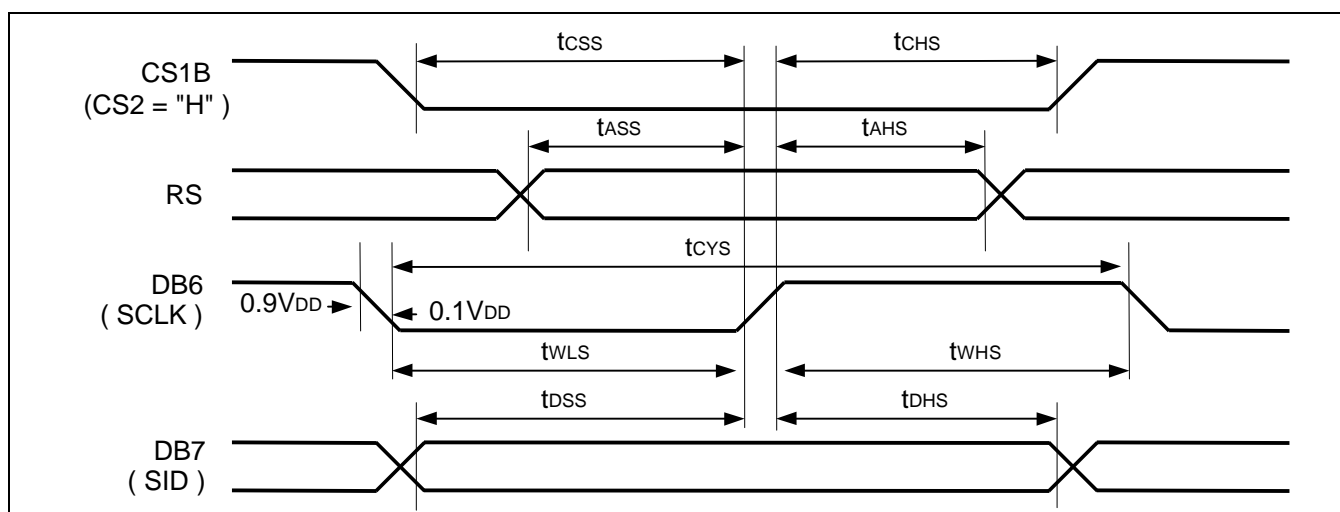 tCSS
tCHS
CS1B
(CS2 = "H" )
tASS
tAHS
RS
tCYS
DB6
( SCLK )
0.9VDD
0.1VDD
tWLS
tWHS
tDSS
tDHS
DB7
( SID )